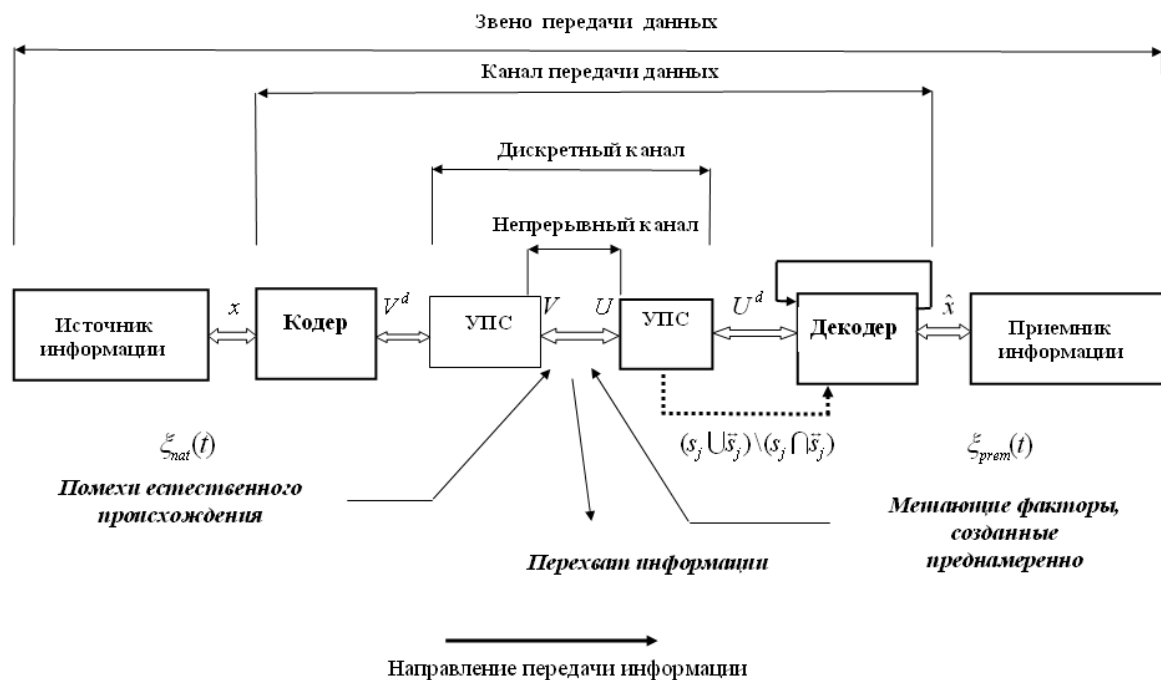 Звено передачи данных
Канал передачи данных
Дискретный канал
Непрерывный канал
Источник
информации
x
Кодер
V^d
УПС
V
U
УПС
U^d
Декодер
x̂
Приемник
информации
ξ_nat(t)
(s_j ⋃ s̈_j) \ (s_j ⋂ s̈_j)
ξ_prem(t)
Помехи естественного
происхождения
Мешающие факторы,
созданные
преднамеренно
Перехват информации
Направление передачи информации